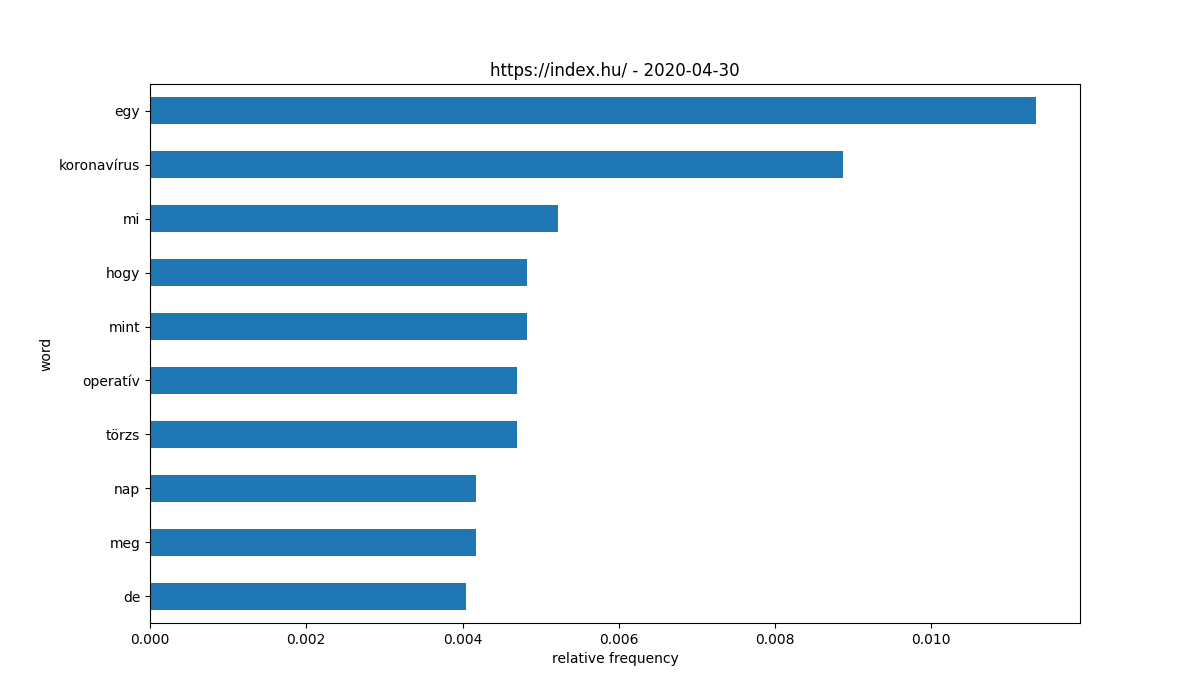 https://index.hu/ - 2020-04-30
egy
koronavírus
mi
hogy
mint
operatív
törzs
nap
meg
de
word
0.000 0.002 0.004 0.006 0.008 0.010
relative frequency